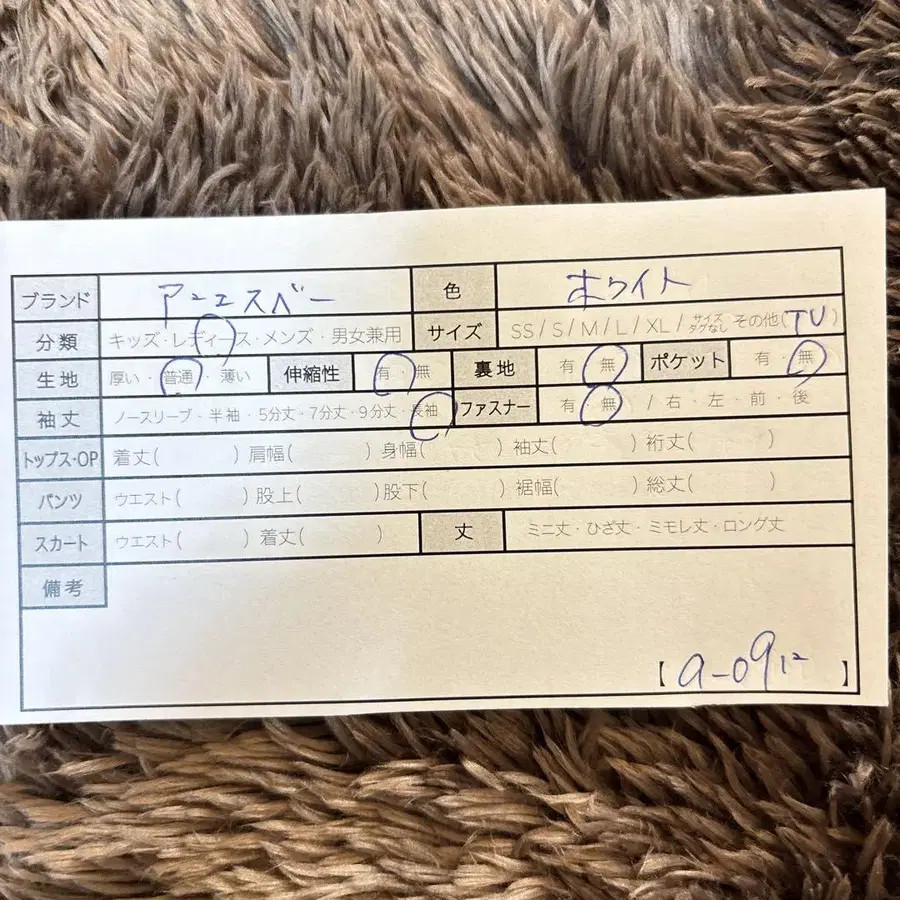 ブランド アニエスベー 色 ホワイト
分類 キッズ・レディース・メンズ・男女兼用 サイズ SS / S / M / L / XL / サイズタグなし その他(TU)
生地 厚い・普通・薄い 伸縮性 有・無 裏地 有・無 ポケット 有・無
袖丈 ノースリーブ・半袖・5分丈・7分丈・9分丈・長袖 ファスナー 有・無 / 右・左・前・後
トップス・OP 着丈( ) 肩幅( ) 身幅( ) 袖丈( ) 裄丈( )
パンツ ウエスト( ) 股上( ) 股下( ) 裾幅( ) 総丈( )
スカート ウエスト( ) 着丈( ) 丈 ミニ丈・ひざ丈・ミモレ丈・ロング丈
備考
【a-0912】